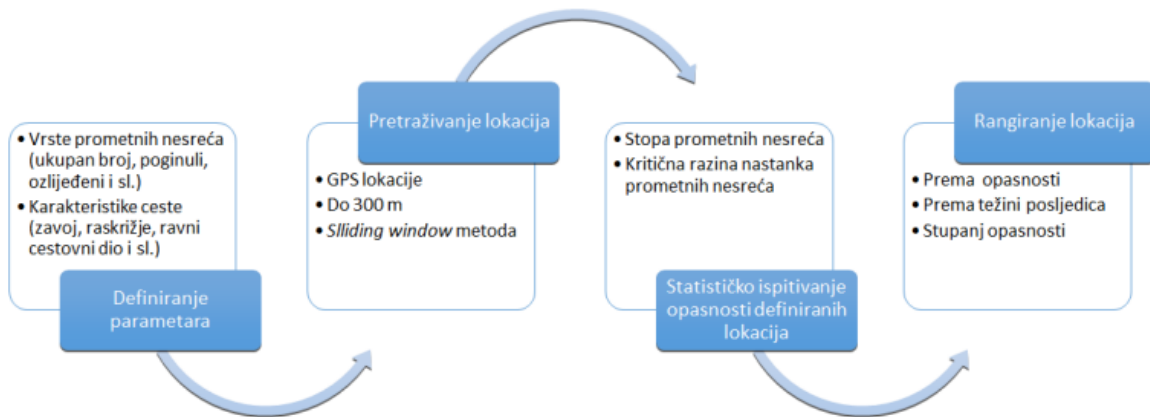 • Vrste prometnih nesreća
(ukupan broj, poginuli,
ozlijeđeni i sl.)
• Karakteristike ceste
(zavoj, raskrižje, ravni
cestovni dio i sl.)
Definiranje
parametara
Pretraživanje lokacija
• GPS lokacije
• Do 300 m
• Slliding window metoda
• Stopa prometnih nesreća
• Kritična razina nastanka
prometnih nesreća
Statističko ispitivanje
opasnosti definiranih
lokacija
Rangiranje lokacija
• Prema opasnosti
• Prema težini posljedica
• Stupanj opasnosti